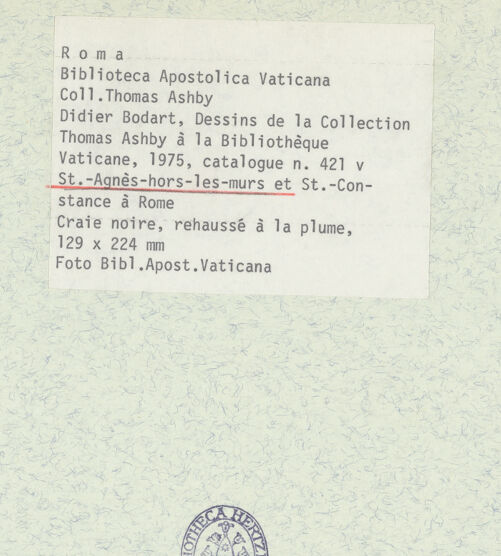 Roma
Biblioteca Apostolica Vaticana
Coll.Thomas Ashby
Didier Bodart, Dessins de la Collection
Thomas Ashby à la Bibliothèque
Vaticane, 1975, catalogue n. 421 v
St.-Agnès-hors-les-murs et St.-Con-
stance à Rome
Craie noire, rehaussé à la plume,
129 x 224 mm
Foto Bibl.Apost.Vaticana